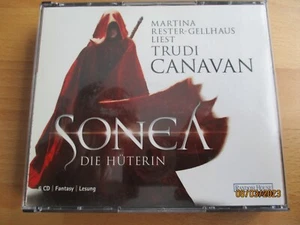 MARTINA
RESTER-GELLHAUS
LIEST
TRUDI
CANAVAN
SONEA
DIE HÜTERIN
6 CD | Fantasy | Lesung